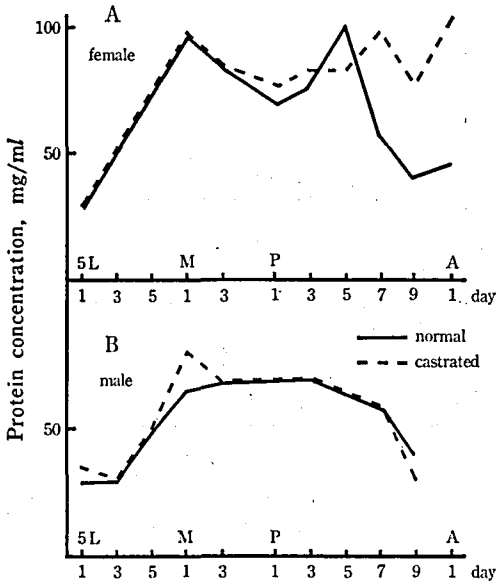 A
100
female
50
5L M P A
1 3 5 1 3 1 3 5 7 9 1 day
Protein concentration, mg/ml
B
normal
castrated
male
50
5L M P A
1 3 5 1 3 1 3 5 7 9 1 day